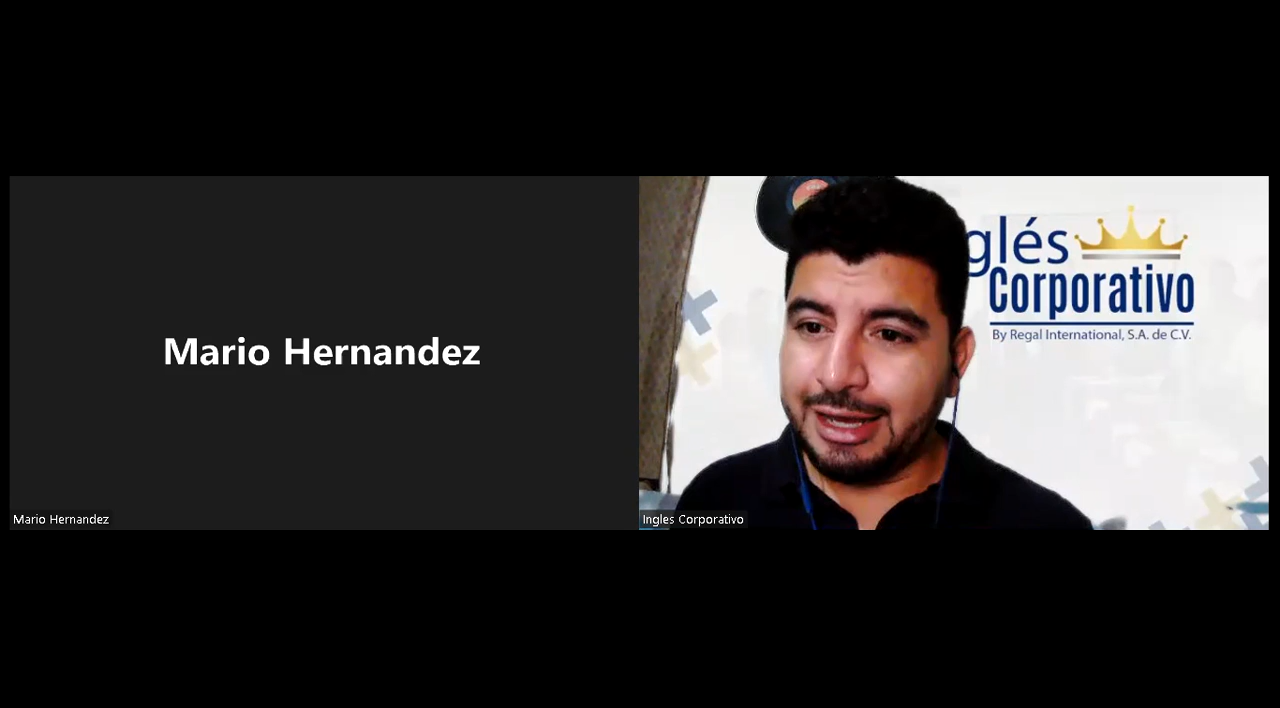 Mario Hernandez
Mario Hernandez
glés
Corporativo
By Regal International, S.A. de C.V.
Ingles Corporativo